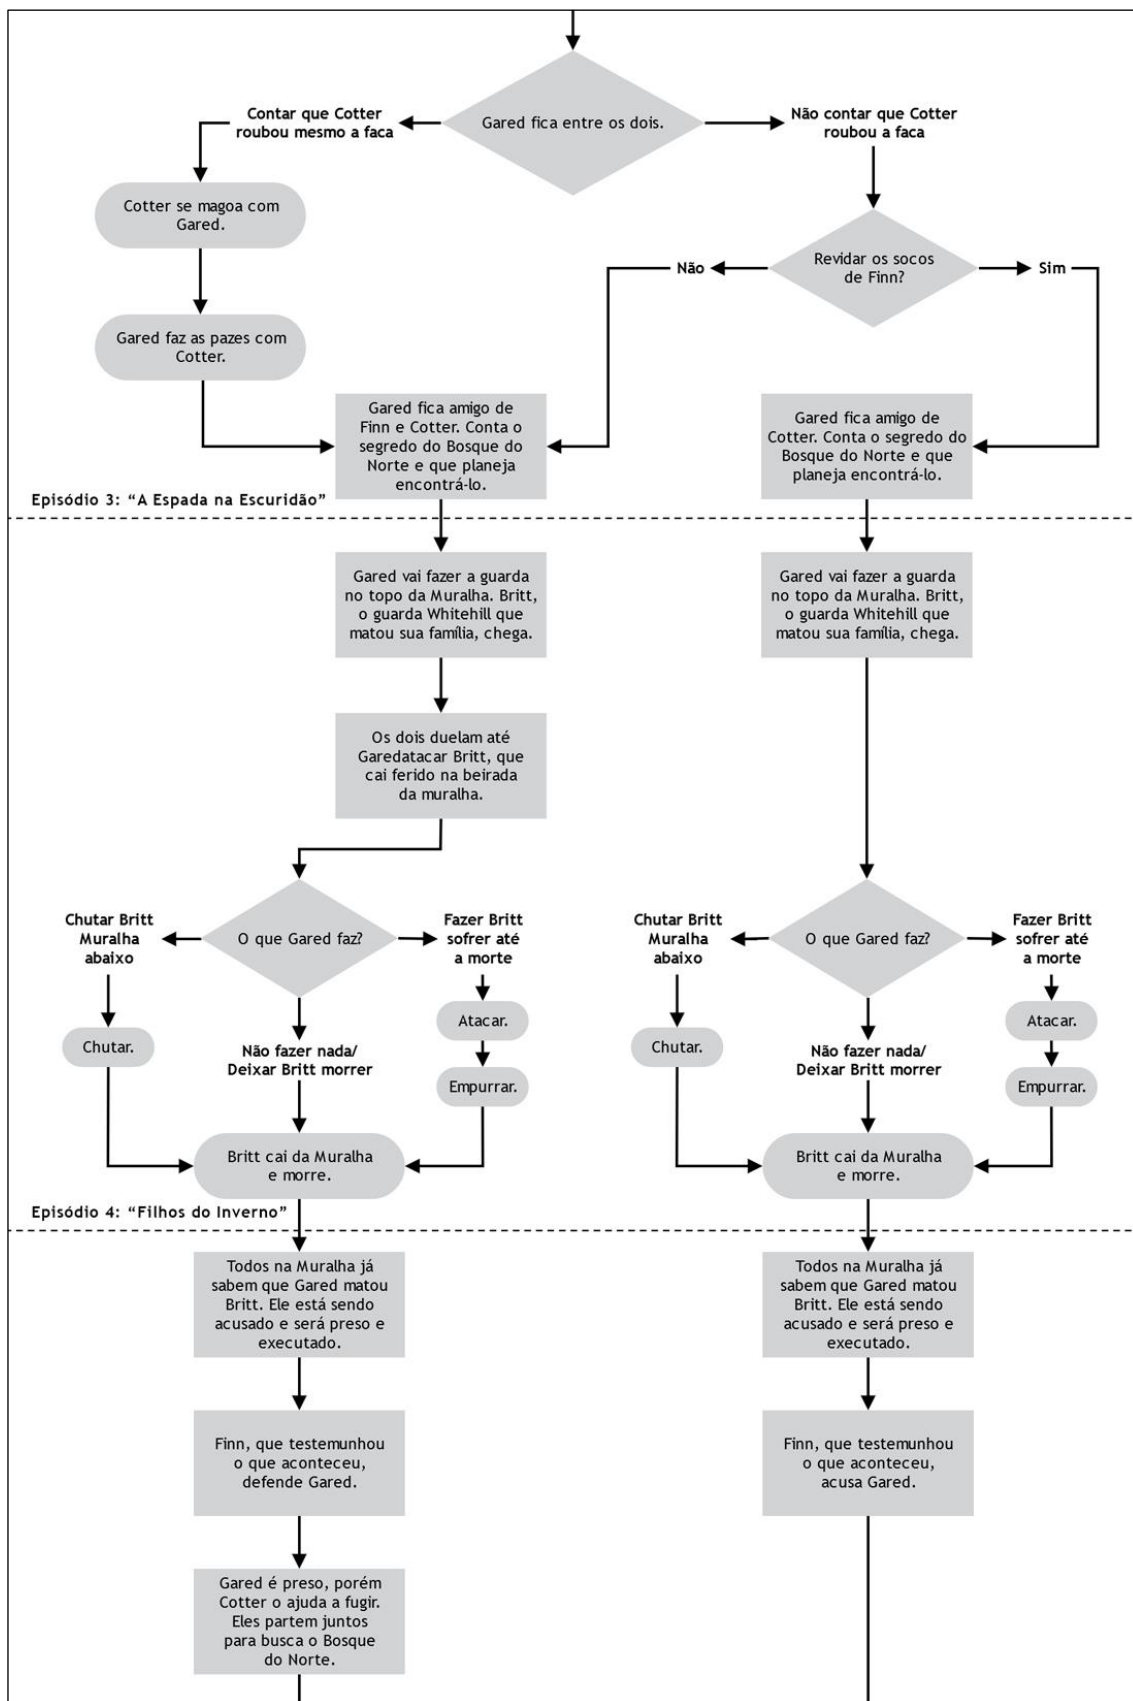 Gared fica entre os dois.
Contar que Cotter
roubou mesmo a faca
Não contar que Cotter
roubou a faca
Cotter se magoa com
Gared.
Revidar os socos
de Finn?
Não
Sim
Gared faz as pazes com
Cotter.
Gared fica amigo de
Finn e Cotter. Conta o
segredo do Bosque do
Norte e que planeja
encontrá-lo.
Gared fica amigo de
Cotter. Conta o segredo do
Bosque do Norte e que
planeja encontrá-lo.
Episódio 3: “A Espada na Escuridão”
Gared vai fazer a guarda
no topo da Muralha. Britt,
o guarda Whitehill que
matou sua família, chega.
Gared vai fazer a guarda
no topo da Muralha. Britt,
o guarda Whitehill que
matou sua família, chega.
Os dois duelam até
Garedatacar Britt, que
cai ferido na beirada
da muralha.
Chutar Britt
Muralha
abaixo
O que Gared faz?
Fazer Britt
sofrer até
a morte
Chutar Britt
Muralha
abaixo
O que Gared faz?
Fazer Britt
sofrer até
a morte
Chutar.
Não fazer nada/
Deixar Britt morrer
Atacar.
Empurrar.
Chutar.
Não fazer nada/
Deixar Britt morrer
Atacar.
Empurrar.
Britt cai da Muralha
e morre.
Britt cai da Muralha
e morre.
Episódio 4: “Filhos do Inverno”
Todos na Muralha já
sabem que Gared matou
Britt. Ele está sendo
acusado e será preso e
executado.
Todos na Muralha já
sabem que Gared matou
Britt. Ele está sendo
acusado e será preso e
executado.
Finn, que testemunhou
o que aconteceu,
defende Gared.
Finn, que testemunhou
o que aconteceu,
acusa Gared.
Gared é preso, porém
Cotter o ajuda a fugir.
Eles partem juntos
para busca o Bosque
do Norte.